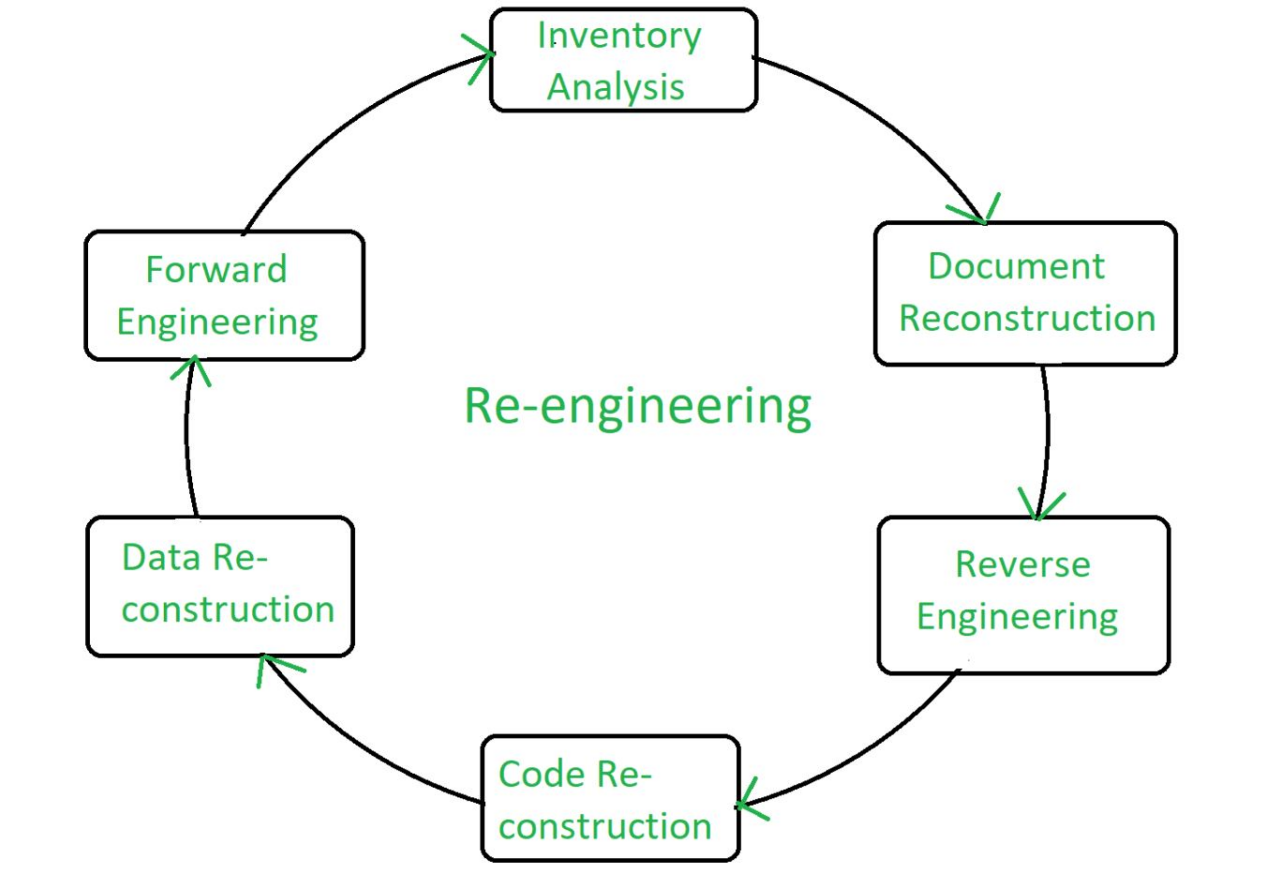 Inventory
Analysis
Document
Reconstruction
Forward
Engineering
Re-engineering
Reverse
Engineering
Data Re-
construction
Code Re-
construction